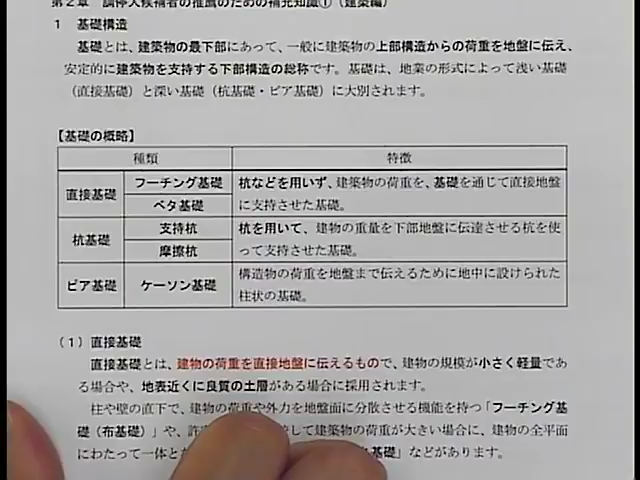 第2章 調停人候補者の推薦のための補充知識①（建築編）
1 基礎構造
基礎とは、建築物の最下部にあって、一般に建築物の上部構造からの荷重を地盤に伝え、
安定的に建築物を支持する下部構造の総称です。基礎は、地業の形式によって浅い基礎
（直接基礎）と深い基礎（杭基礎・ピア基礎）に大別されます。
【基礎の概略】
種類 特徴
直接基礎 フーチング基礎 杭などを用いず、建築物の荷重を、基礎を通じて直接地盤
ベタ基礎 に支持させた基礎。
杭基礎 支持杭 杭を用いて、建物の重量を下部地盤に伝達させる杭を使
摩擦杭 って支持させた基礎。
ピア基礎 ケーソン基礎 構造物の荷重を地盤まで伝えるために地中に設けられた
柱状の基礎。
（1）直接基礎
直接基礎とは、建物の荷重を直接地盤に伝えるもので、建物の規模が小さく軽量であ
る場合や、地表近くに良質の土層がある場合に採用されます。
柱や壁の直下で、建物の荷重や外力を地盤面に分散させる機能を持つ「フーチング基
礎（布基礎）」や、許 して建築物の荷重が大きい場合に、建物の全平面
にわたって一体と 基礎」などがあります。